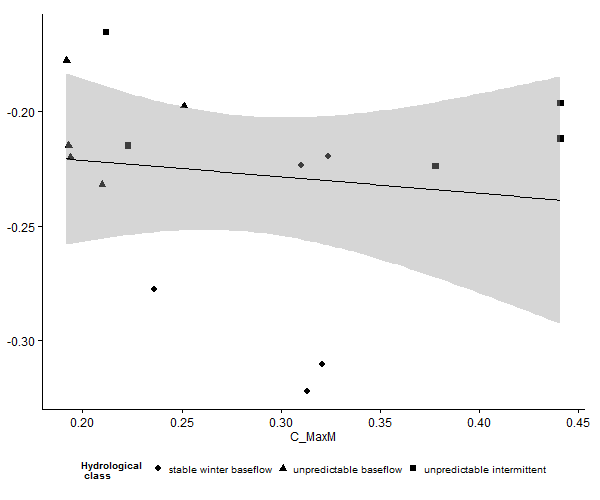 -0.20
-0.25
-0.30
0.20 0.25 0.30 0.35 0.40 0.45
C_MaxM
Hydrological
class
stable winter baseflow unpredictable baseflow unpredictable intermittent